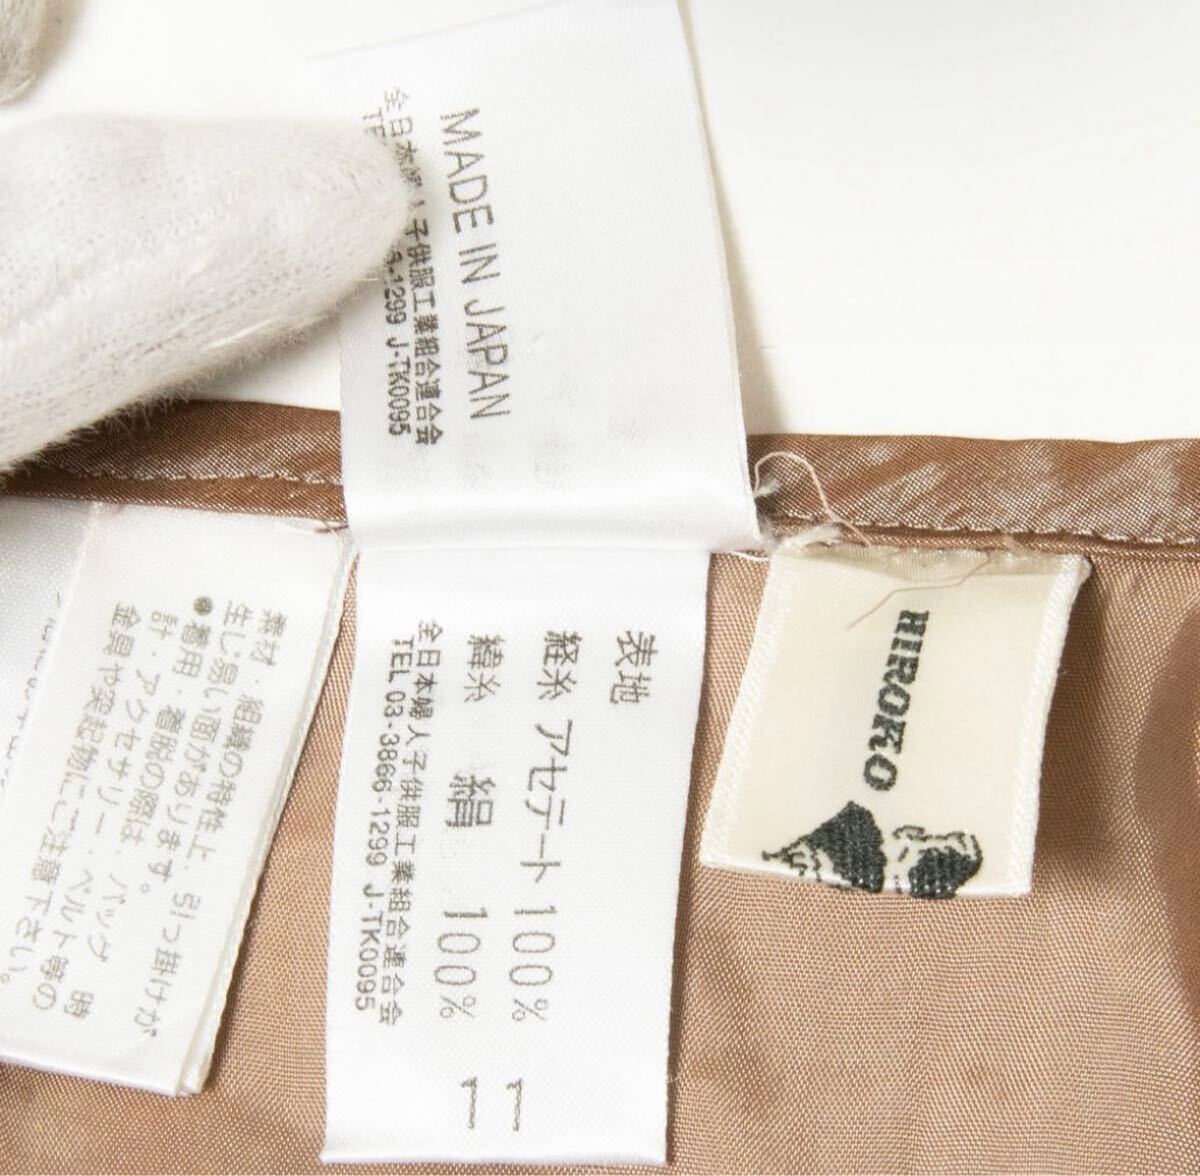 MADE IN JAPAN
全日本婦人子供服工業組合連合会
1299 J-TK0095
表地
経糸 アセテート 100%
緯糸 絹 100%
全日本婦人子供服工業組合連合会
TEL 03-3866-1299 J-TK0095
HIROKO
素材・組織の特性上、引っ掛けが
生じ易い面があります。
●着用・着脱の際は、バッグ、時
計・アクセサリー、ベルト等の
金具や突起物にご注意下さい。